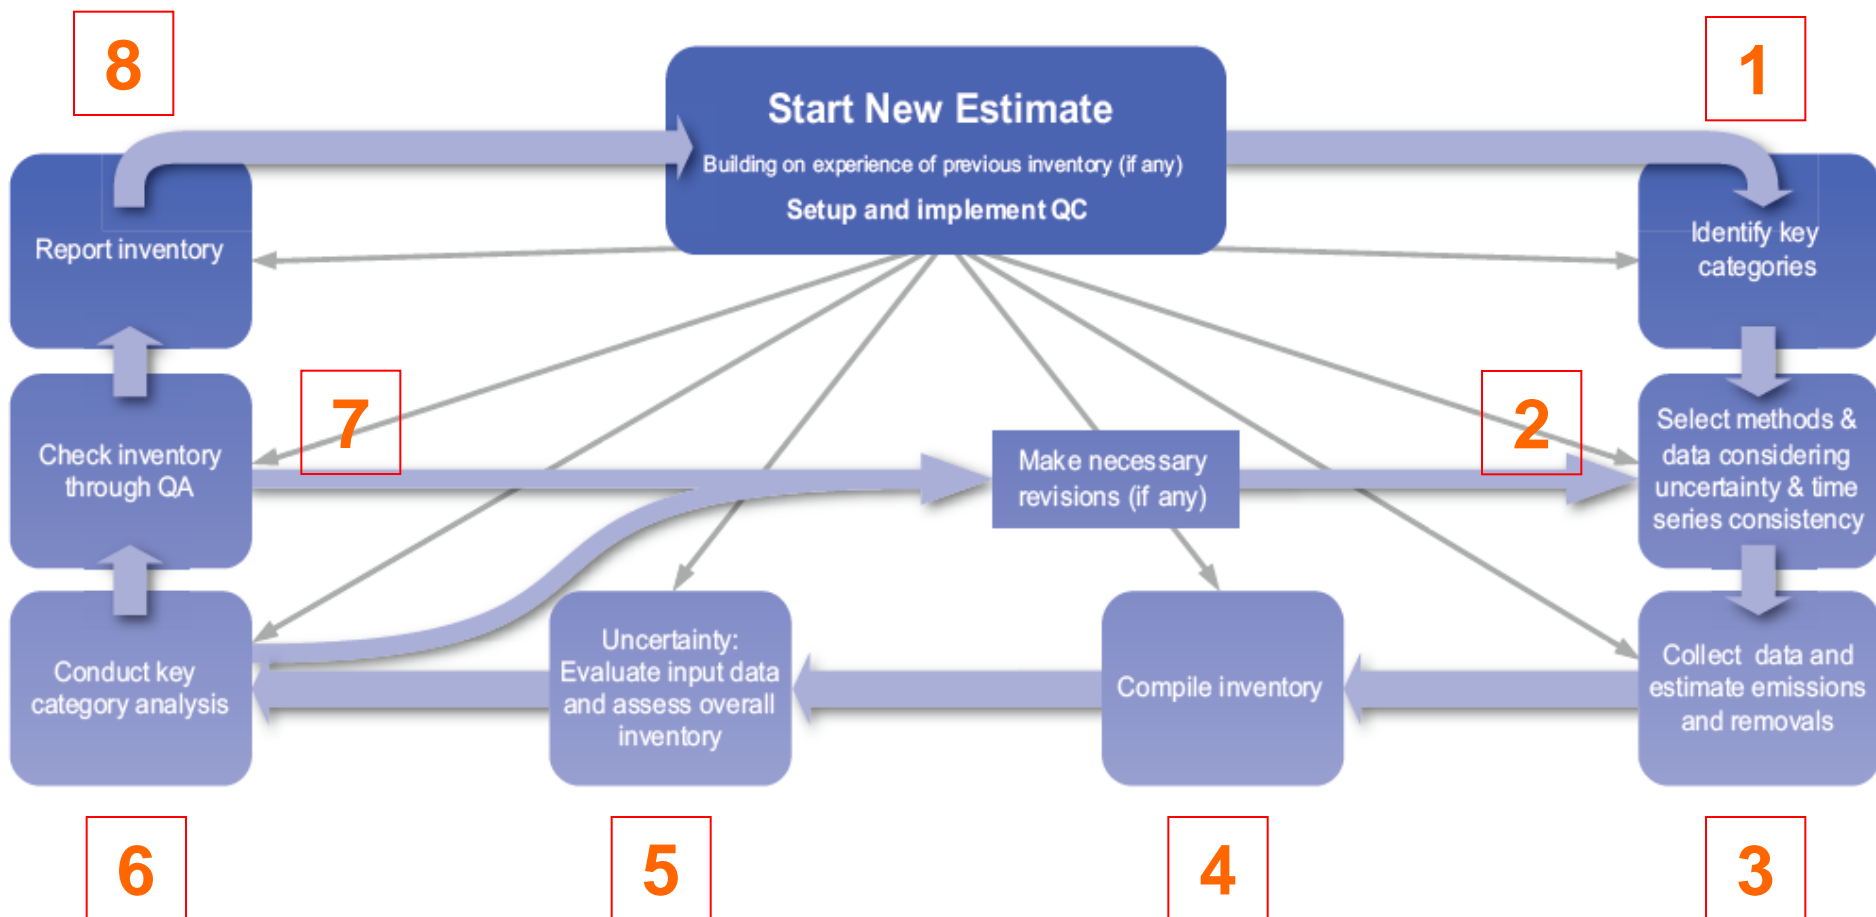 8
1
Start New Estimate
Building on experience of previous inventory (if any)
Setup and implement QC
Report inventory
Identify key
categories
7
2
Check inventory
through QA
Make necessary
revisions (if any)
Select methods &
data considering
uncertainty & time
series consistency
Conduct key
category analysis
Uncertainty:
Evaluate input data
and assess overall
inventory
Compile inventory
Collect data and
estimate emissions
and removals
6
5
4
3